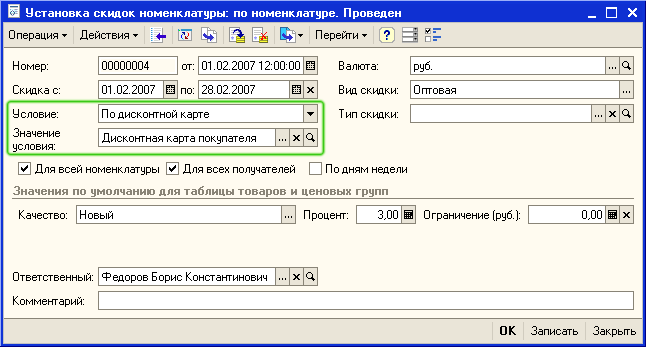 Установка скидок номенклатуры: по номенклатуре. Проведен
Операция Действия Перейти ?
Номер: 00000004 от: 01.02.2007 12:00:00 Валюта: руб.
Скидка с: 01.02.2007 по: 28.02.2007 Вид скидки: Оптовая
Условие: По дисконтной карте Тип скидки:
Значение условия: Дисконтная карта покупателя
Для всей номенклатуры Для всех получателей По дням недели
Значения по умолчанию для таблицы товаров и ценовых групп
Качество: Новый Процент: 3,00 Ограничение (руб.): 0,00
Ответственный: Федоров Борис Константинович
Комментарий:
OK Записать Закрыть